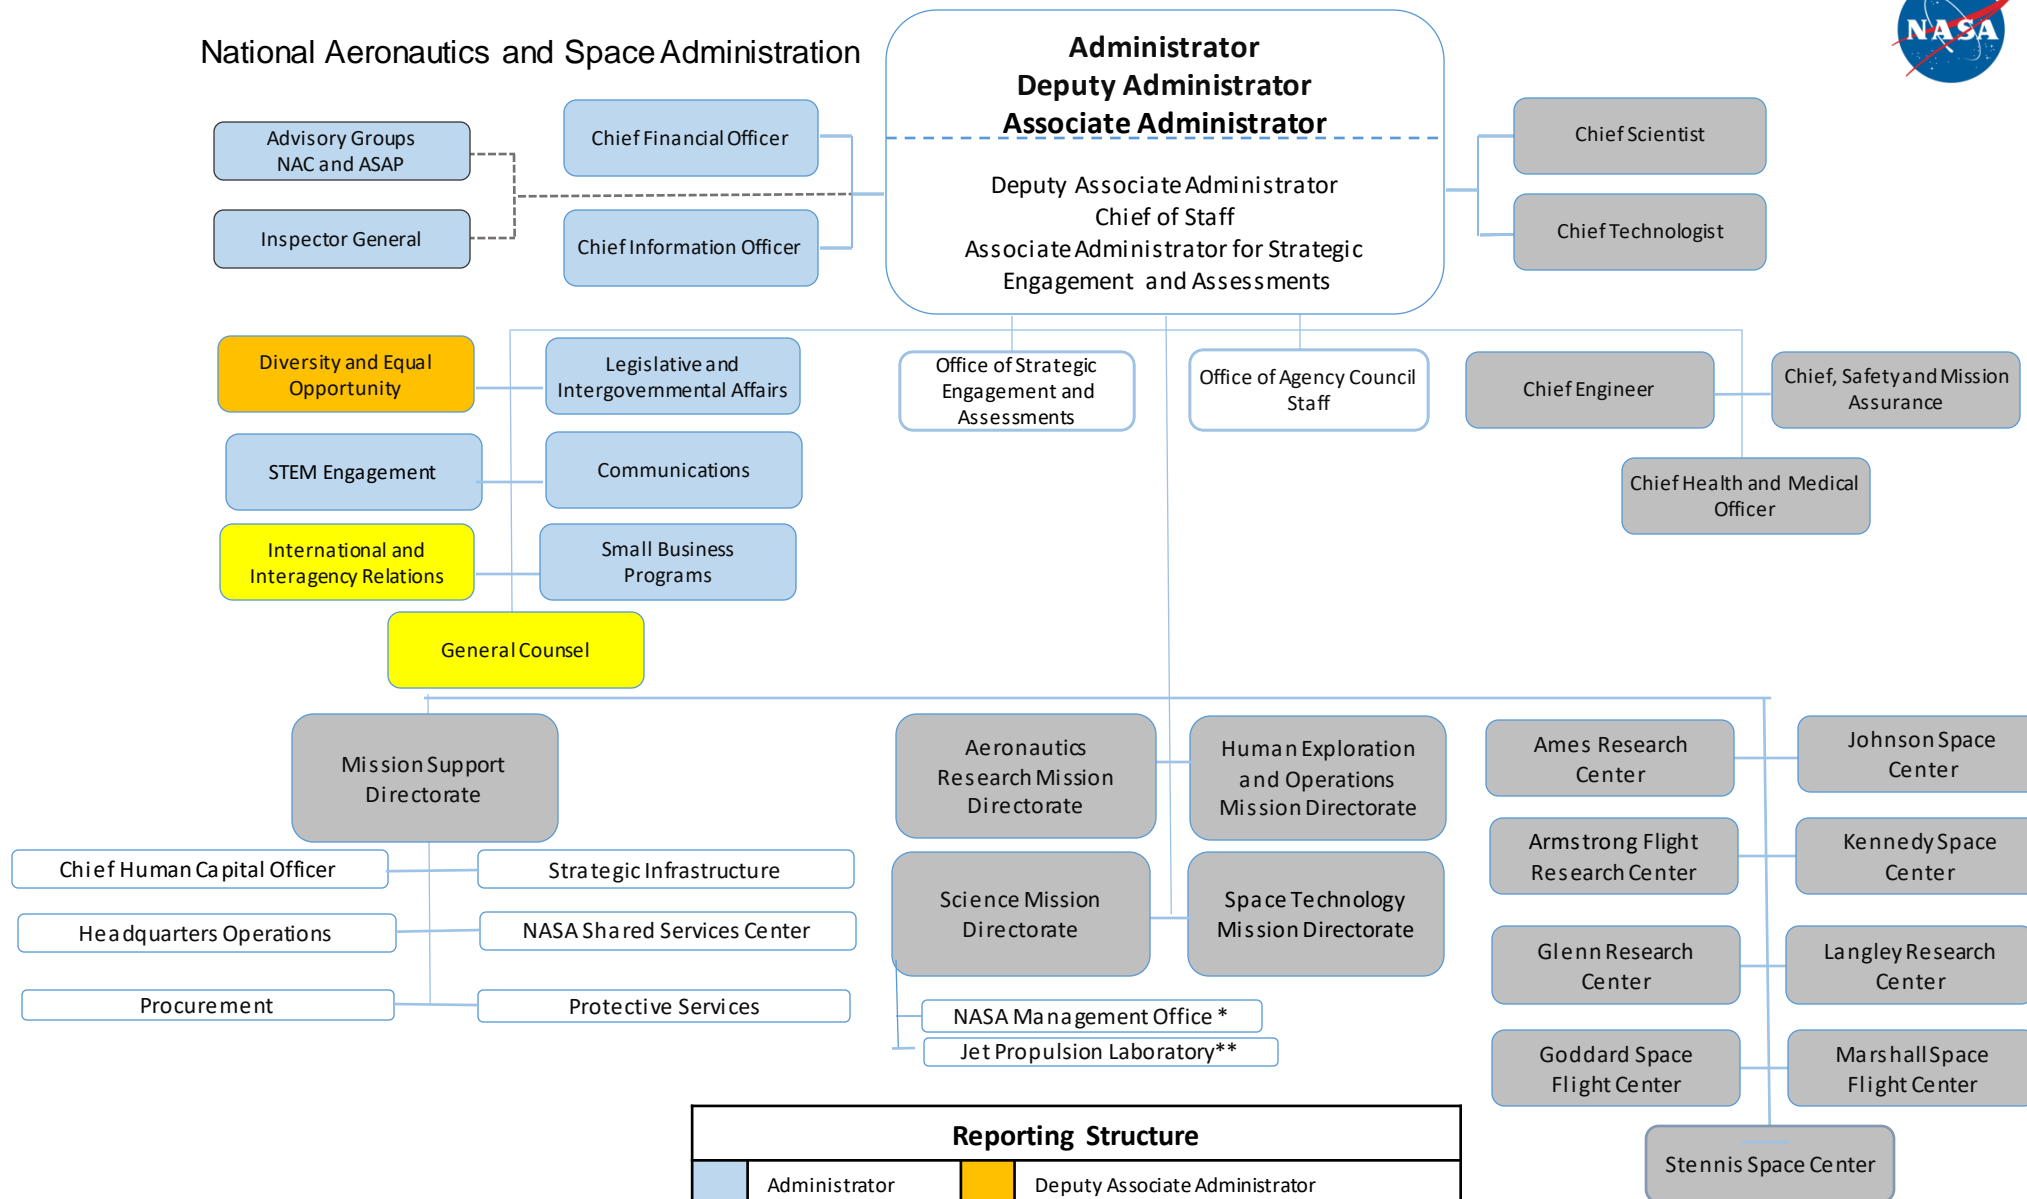 National Aeronautics and Space Administration
NASA
Administrator
Deputy Administrator
Associate Administrator
Deputy Associate Administrator
Chief of Staff
Associate Administrator for Strategic
Engagement and Assessments
Advisory Groups
NAC and ASAP
Chief Financial Officer
Inspector General
Chief Information Officer
Chief Scientist
Chief Technologist
Diversity and Equal
Opportunity
Legislative and
Intergovernmental Affairs
STEM Engagement
Communications
International and
Interagency Relations
Small Business
Programs
General Counsel
Office of Strategic
Engagement and
Assessments
Office of Agency Council
Staff
Chief Engineer
Chief, Safety and Mission
Assurance
Chief Health and Medical
Officer
Mission Support
Directorate
Chief Human Capital Officer
Strategic Infrastructure
Headquarters Operations
NASA Shared Services Center
Procurement
Protective Services
Aeronautics
Research Mission
Directorate
Human Exploration
and Operations
Mission Directorate
Science Mission
Directorate
Space Technology
Mission Directorate
NASA Management Office *
Jet Propulsion Laboratory**
Ames Research
Center
Johnson Space
Center
Armstrong Flight
Research Center
Kennedy Space
Center
Glenn Research
Center
Langley Research
Center
Goddard Space
Flight Center
Marshall Space
Flight Center
Stennis Space Center
Reporting Structure
Administrator
Deputy Associate Administrator